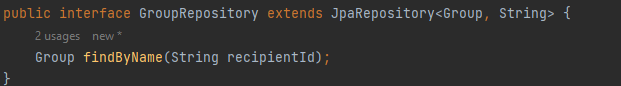 public interface GroupRepository extends JpaRepository<Group, String> {
2 usages new *
Group findByName(String recipientId);
}